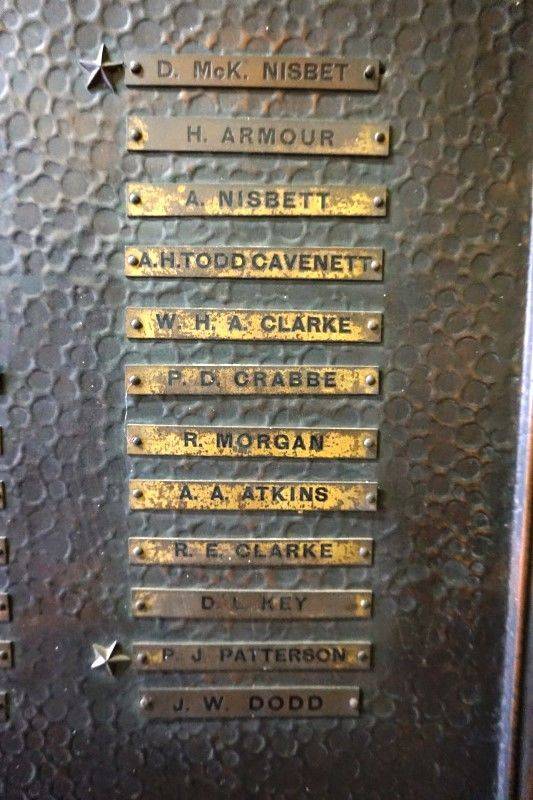 D. McK. NISBET
H. ARMOUR
A. NISBETT
A.H.TODD CAVENETT
W. H. A. CLARKE
P. D. CRABBE
R. MORGAN
A. A. ATKINS
R. E. CLARKE
D. L. KEY
P. J. PATTERSON
J. W. DODD